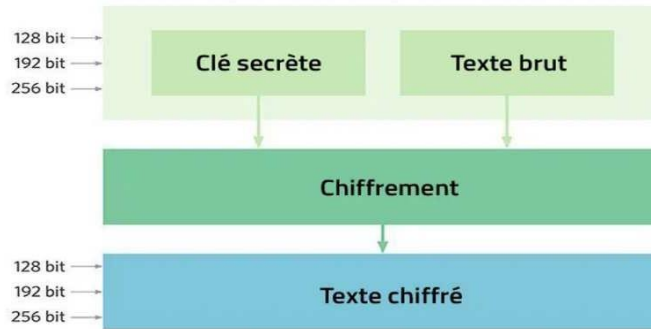 128 bit
192 bit
256 bit
Clé secrète
Texte brut
Chiffrement
128 bit
192 bit
256 bit
Texte chiffré